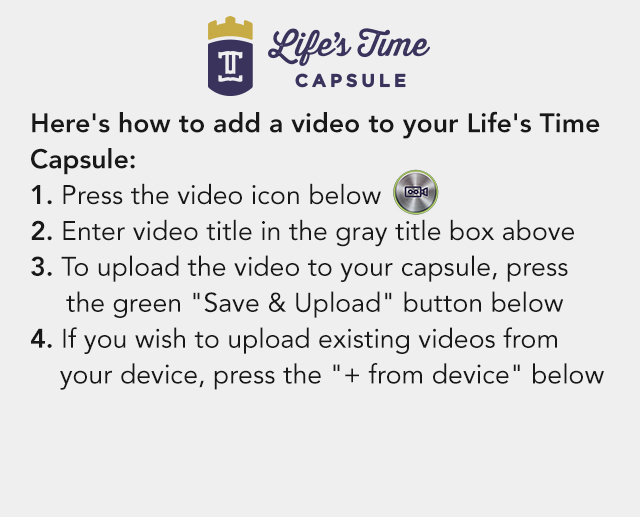 Life's Time
CAPSULE
Here's how to add a video to your Life's Time
Capsule:
1. Press the video icon below
2. Enter video title in the gray title box above
3. To upload the video to your capsule, press
the green "Save & Upload" button below
4. If you wish to upload existing videos from
your device, press the "+ from device" below